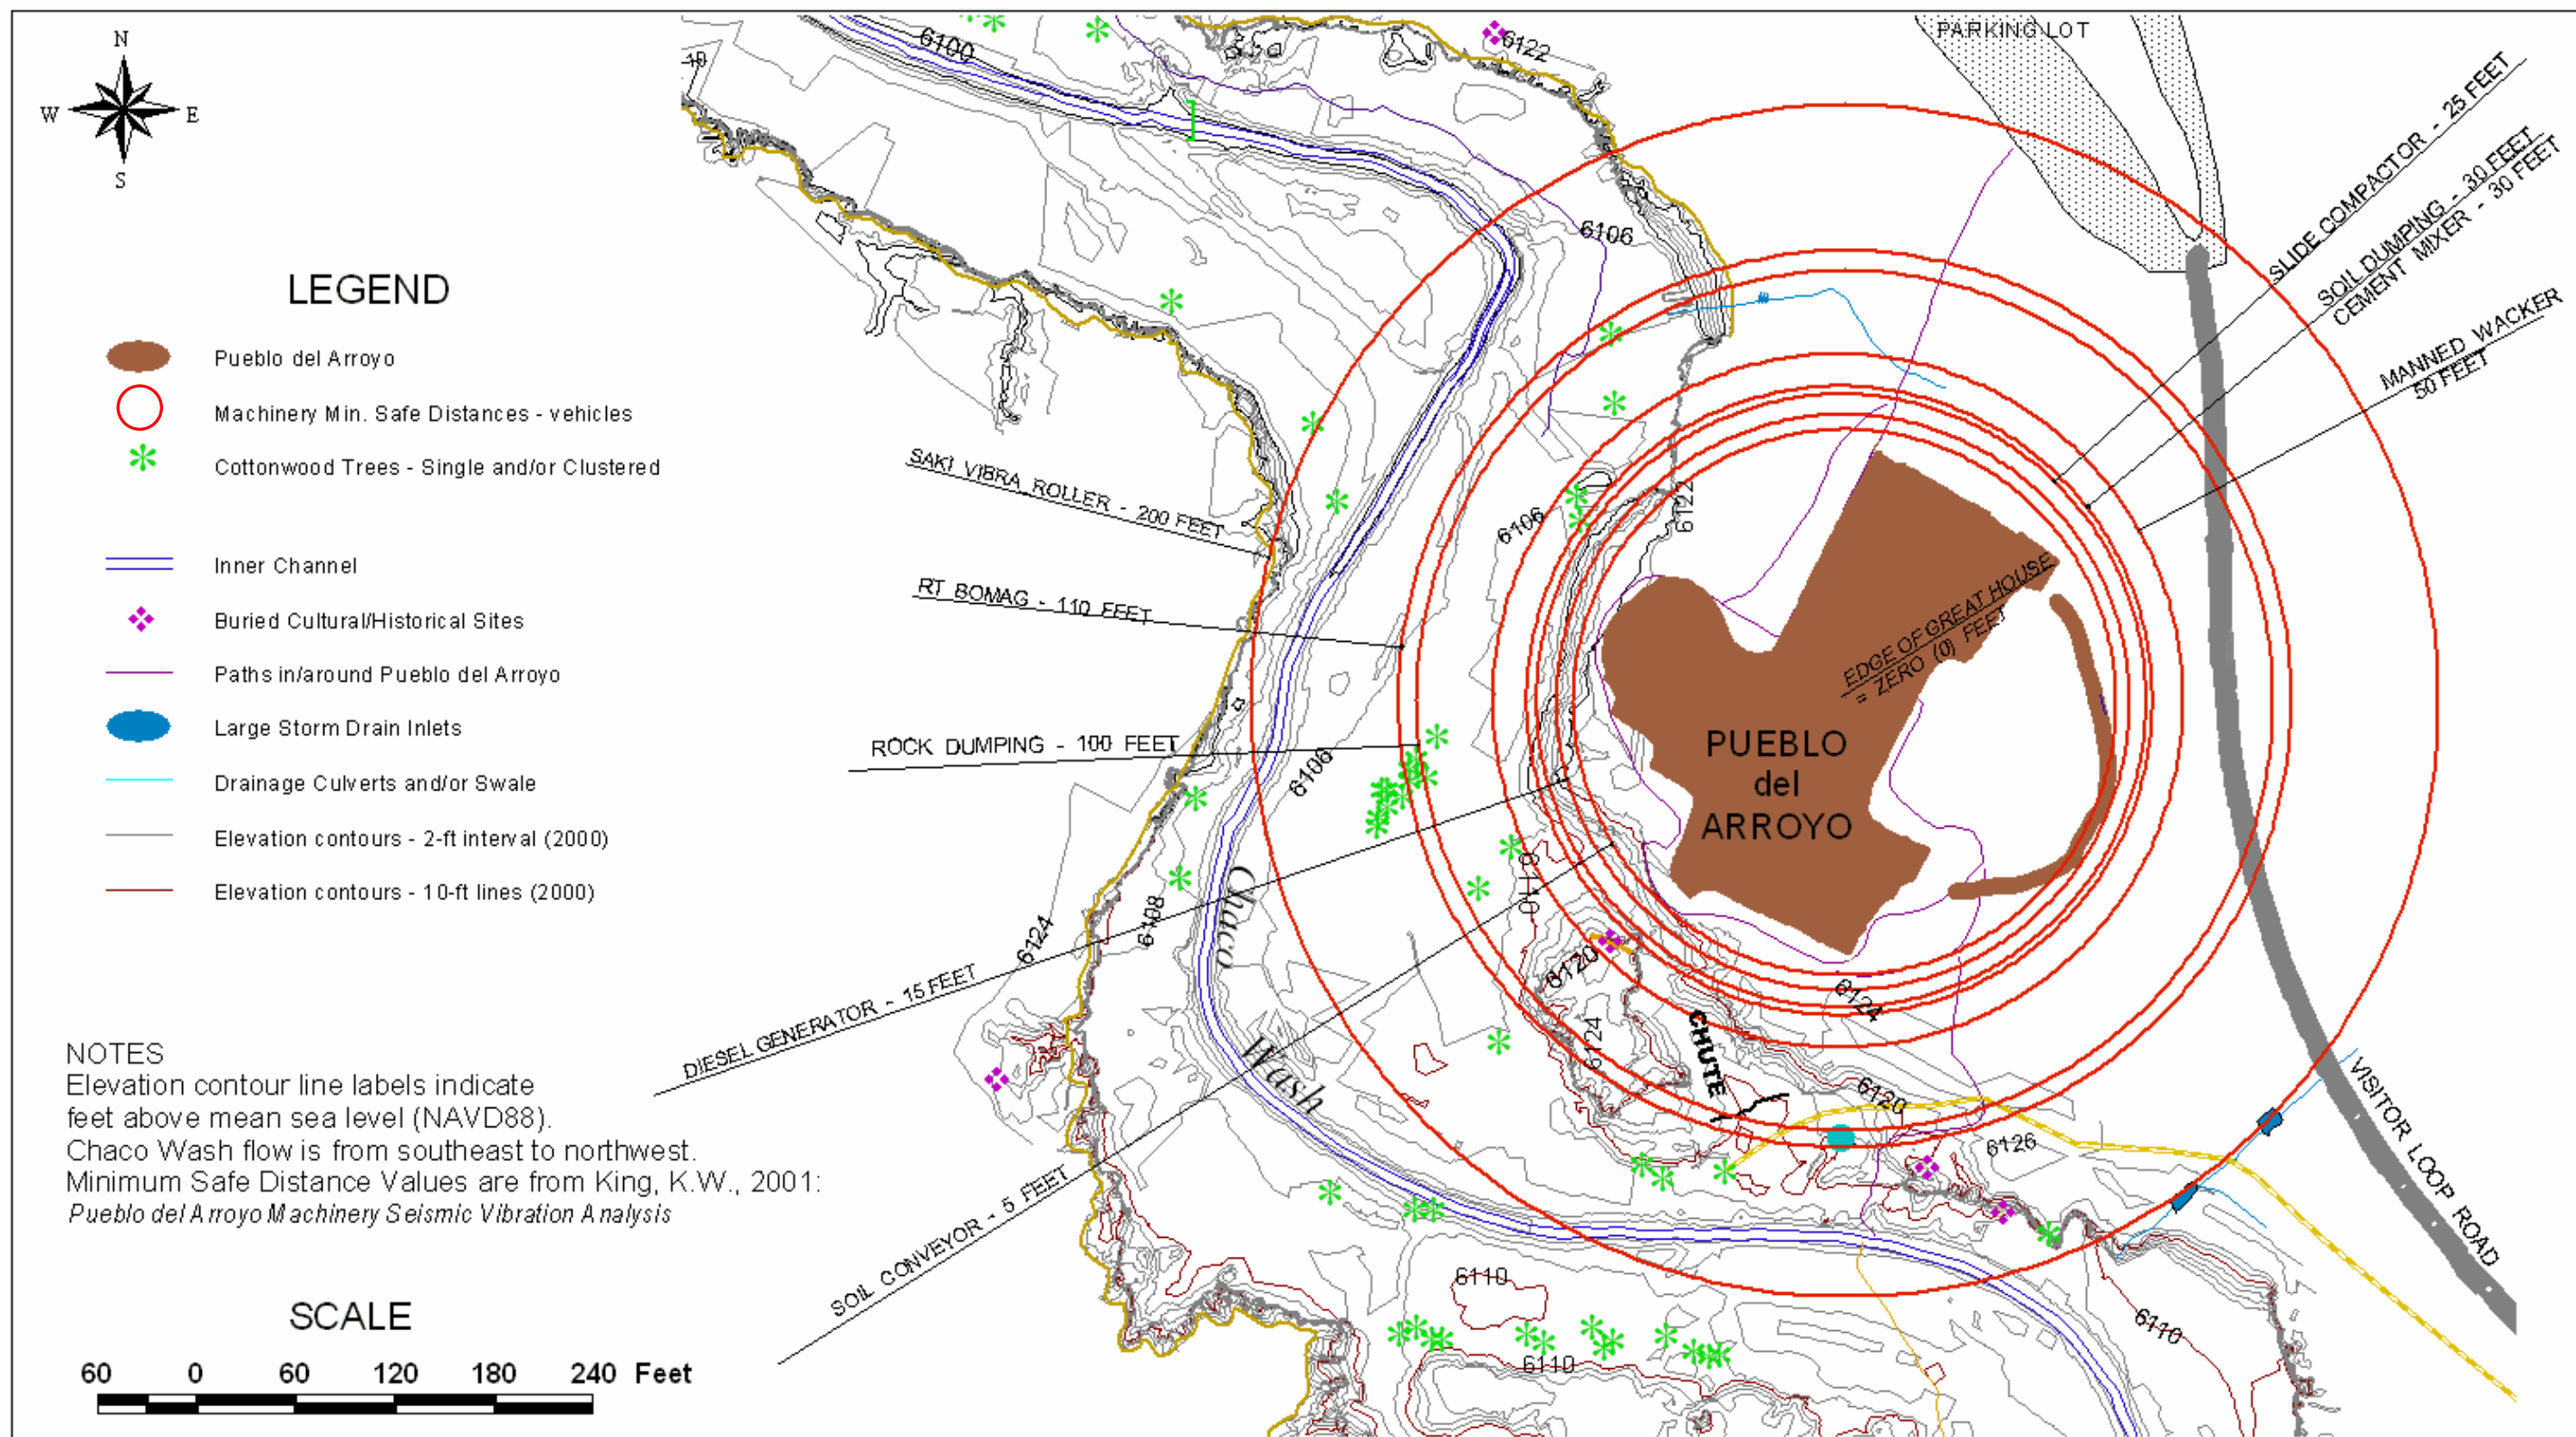 N
W E
S
LEGEND
Pueblo del Arroyo
Machinery Min. Safe Distances - vehicles
Cottonwood Trees - Single and/or Clustered
Inner Channel
Buried Cultural/Historical Sites
Paths in/around Pueblo del Arroyo
Large Storm Drain Inlets
Drainage Culverts and/or Swale
Elevation contours - 2-ft interval (2000)
Elevation contours - 10-ft lines (2000)
NOTES
Elevation contour line labels indicate
feet above mean sea level (NAVD88).
Chaco Wash flow is from southeast to northwest.
Minimum Safe Distance Values are from King, K.W., 2001:
Pueblo del Arroyo Machinery Seismic Vibration Analysis
SCALE
60 0 60 120 180 240 Feet
6100
6122
PARKING LOT
SLIDE COMPACTOR - 25 FEET
SOIL DUMPING - 30 FEET
CEMENT MIXER - 30 FEET
MANNED WACKER
50 FEET
6106
SAKI VIBRA_ROLLER - 200 FEET
6106
6122
RT BOMAG - 110 FEET
EDGE OF GREAT HOUSE
= ZERO (0) FEET
ROCK DUMPING - 100 FEET
6106
PUEBLO
del
ARROYO
6110
Chaco
Wash
6108
6124
DIESEL GENERATOR - 15 FEET
6120
6124
6124
CHUTE
6120
6126
VISITOR LOOP ROAD
SOIL CONVEYOR - 5 FEET
6110
6110
6110